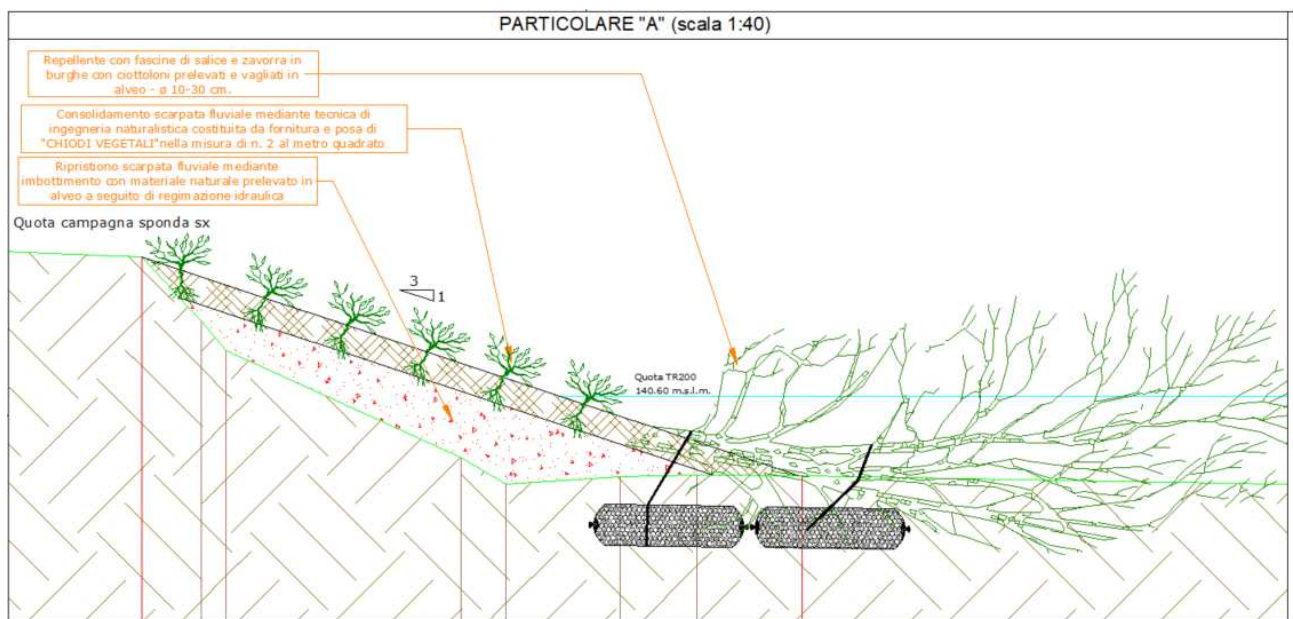 PARTICOLARE "A" (scala 1:40)
Repellente con fascine di salice e zavorra in
burghe con ciottoloni prelevati e vagliati in
alveo - ø 10-30 cm.
Consolidamento scarpata fluviale mediante tecnica di
ingegneria naturalistica costituita da fornitura e posa di
"CHIODI VEGETALI"nella misura di n. 2 al metro quadrato
Ripristiono scarpata fluviale mediante
imbottimento con materiale naturale prelevato in
alveo a seguito di regimazione idraulica
Quota campagna sponda sx
3
1
Quota TR200
140.60 m.s.l.m.